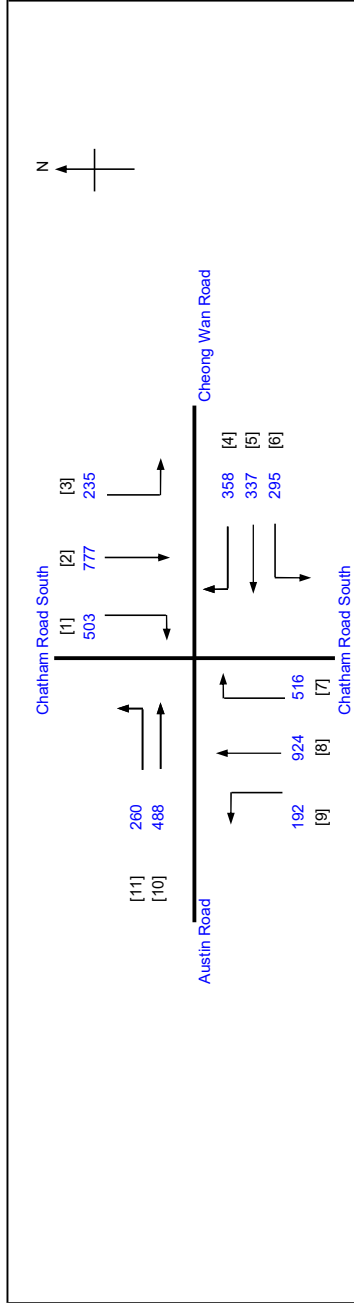 N
Chatham Road South
[1] [2] [3]
503 777 235
[11] 260
[10] 488
Austin Road
Cheong Wan Road
358 [4]
337 [5]
295 [6]
192 924 516
[9] [8] [7]
Chatham Road South